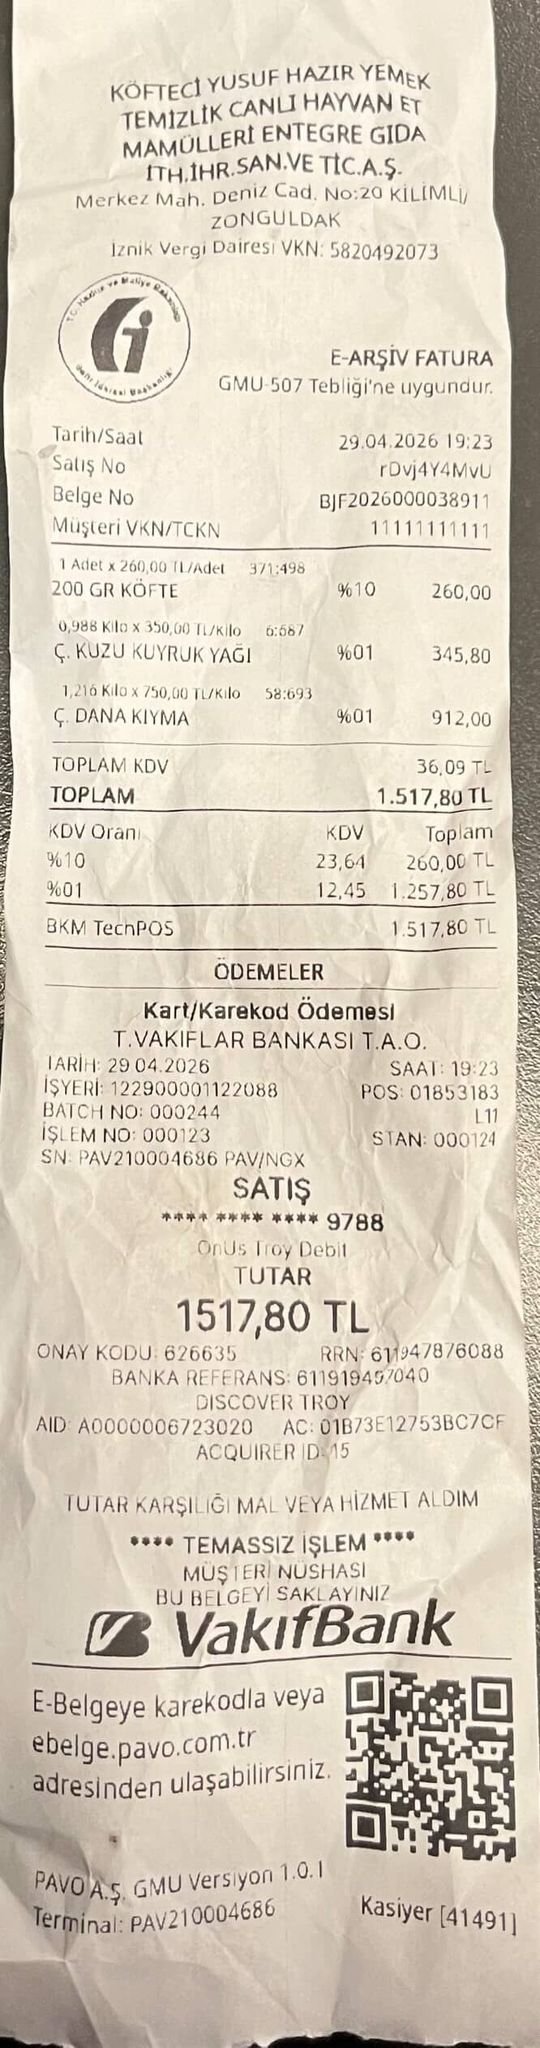 KÖFTECİ YUSUF HAZIR YEMEK
TEMİZLİK CANLI HAYVAN ET
MAMÜLLERİ ENTEGRE GIDA
İTH.İHR.SAN.VE TİC.A.Ş.
Merkez Mah. Deniz Cad. No:20 KİLİMLİ/
ZONGULDAK
İznik Vergi Dairesi VKN: 5820492073
T.C. Hazine ve Maliye Bakanlığı
Gelir İdaresi Başkanlığı
E-ARŞİV FATURA
GMU-507 Tebliği'ne uygundur.
Tarih/Saat 29.04.2026 19:23
Satış No rDvj4Y4MvU
Belge No BJF2026000038911
Müşteri VKN/TCKN 11111111111
1 Adet x 260,00 TL/Adet 371:498
200 GR KÖFTE %10 260,00
0,988 Kilo x 350,00 TL/Kilo 6:687
Ç. KUZU KUYRUK YAĞI %01 345,80
1,216 Kilo x 750,00 TL/Kilo 58:693
Ç. DANA KIYMA %01 912,00
TOPLAM KDV 36,09 TL
TOPLAM 1.517,80 TL
KDV Oranı KDV Toplam
%10 23,64 260,00 TL
%01 12,45 1.257,80 TL
BKM TechPOS 1.517,80 TL
ÖDEMELER
Kart/Karekod Ödemesi
T.VAKIFLAR BANKASI T.A.O.
TARİH: 29.04.2026 SAAT: 19:23
İŞYERİ: 122900001122088 POS: 01853183
BATCH NO: 000244 L11
İŞLEM NO: 000123 STAN: 000124
SN: PAV210004686 PAV/NGX
SATIŞ
**** **** **** 9788
OnUs Troy Debit
TUTAR
1517,80 TL
ONAY KODU: 626635 RRN: 611947876088
BANKA REFERANS: 611919457040
DISCOVER TROY
AID: A0000006723020 AC: 01B73E12753BC7CF
ACQUIRER ID: 15
TUTAR KARŞILIĞI MAL VEYA HİZMET ALDIM
**** TEMASSIZ İŞLEM ****
MÜŞTERİ NÜSHASI
BU BELGEYİ SAKLAYINIZ
VakıfBank
E-Belgeye karekodla veya
ebelge.pavo.com.tr
adresinden ulaşabilirsiniz.
PAVO A.Ş. GMU Versiyon 1.0.1
Terminal: PAV210004686 Kasiyer [41491]